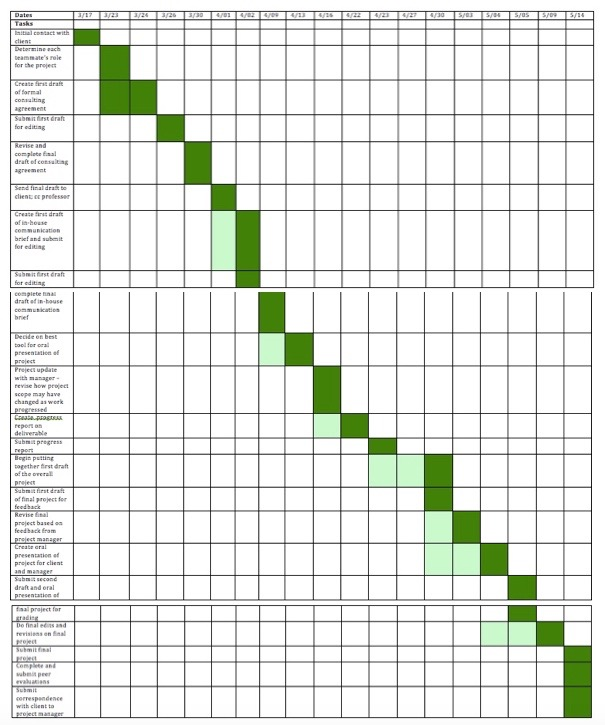 Dates 3/17 3/23 3/24 3/26 3/30 4/01 4/02 4/09 4/13 4/16 4/22 4/23 4/27 4/30 5/03 5/04 5/05 5/09 5/14
Tasks
Initial contact with
client
Determine each
teammate's role
for the project
Create first draft
of formal
consulting
agreement
Submit first draft
for editing
Revise and
complete final
draft of consulting
agreement
Send final draft to
client; cc professor
Create first draft
of in-house
communication
brief and submit
for editing
Submit first draft
for editing
complete final
draft of in-house
communication
brief
Decide on best
tool for oral
presentation of
project
Project update
with manager –
revise how project
scope may have
changed as work
progressed
Create progress
report on
deliverable
Submit progress
report
Begin putting
together first draft
of the overall
project
Submit first draft
of final project for
feedback
Revise final
project based on
feedback from
project manager
Create oral
presentation of
project for client
and manager
Submit second
draft and oral
presentation of
final project for
grading
Do final edits and
revisions on final
project
Submit final
project
Complete and
submit peer
evaluations
Submit
correspondence
with client to
project manager